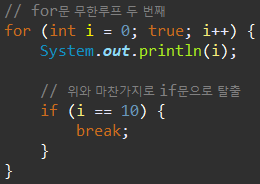 // for문 무한루프 두 번째
for (int i = 0; true; i++) {
    System.out.println(i);

    // 위와 마찬가지로 if문으로 탈출
    if (i == 10) {
        break;
    }
}